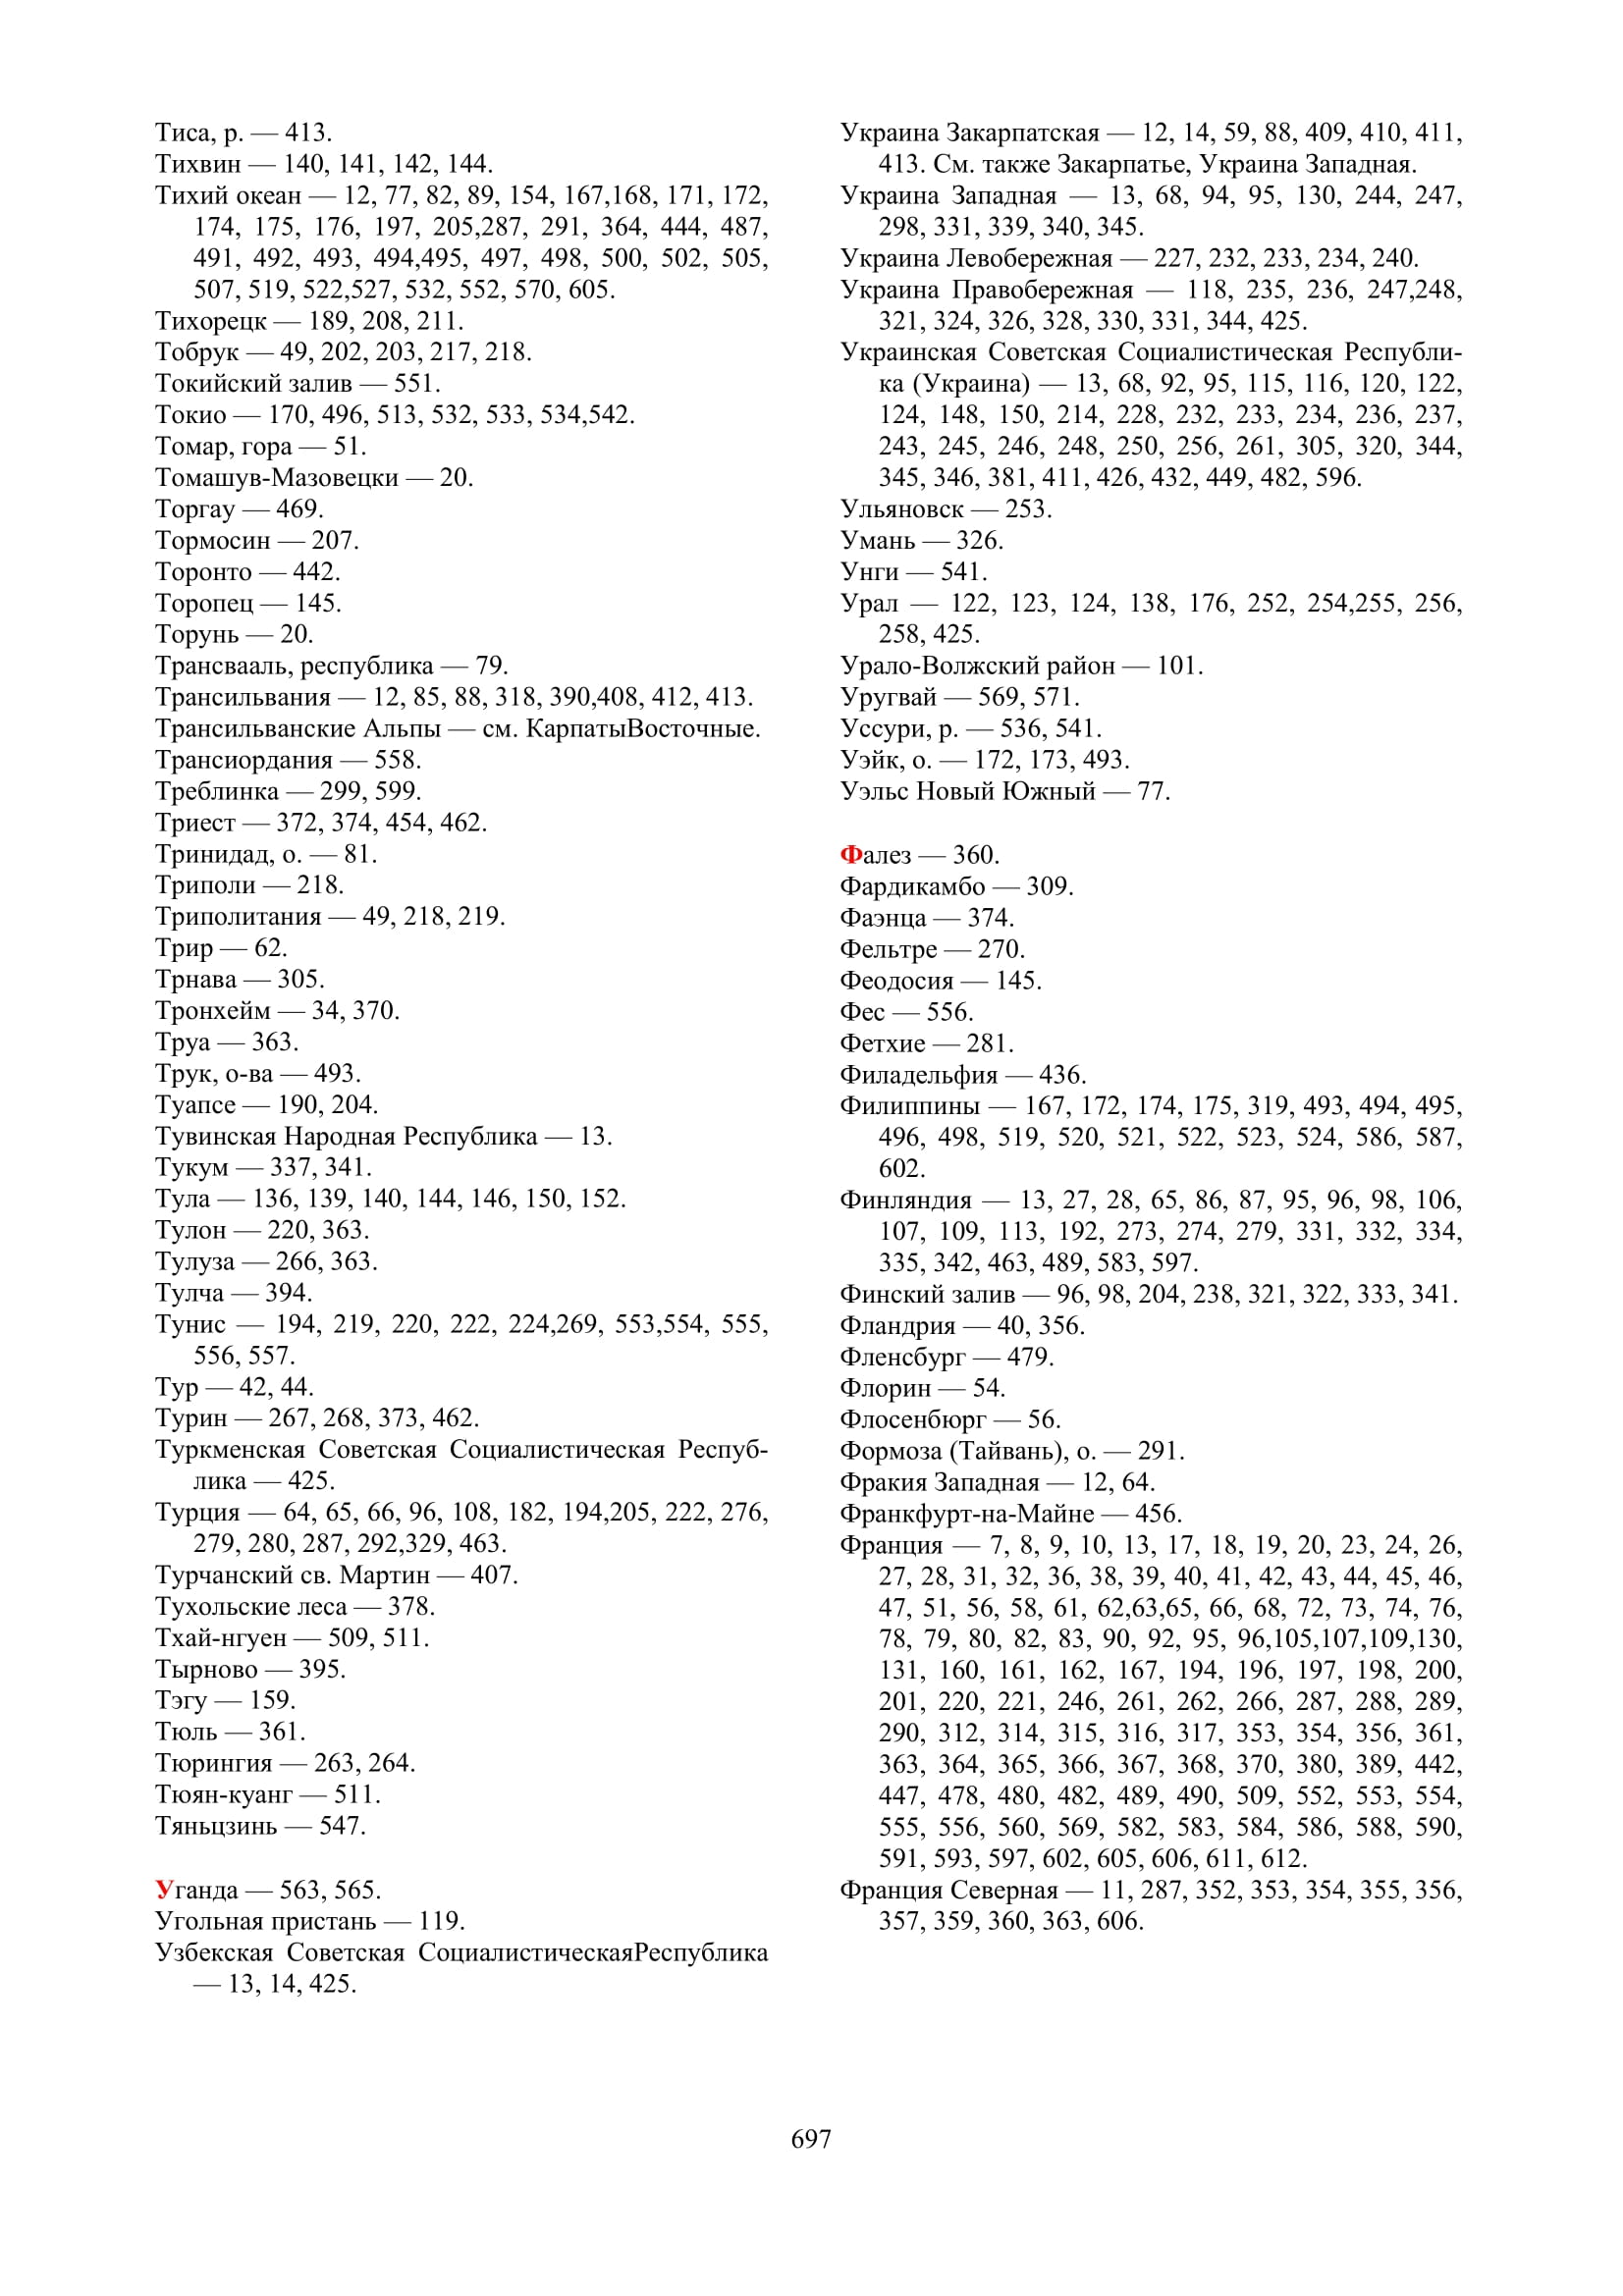 Тиса, р. — 413.
Тихвин — 140, 141, 142, 144.
Тихий океан — 12, 77, 82, 89, 154, 167,168, 171, 172,
174, 175, 176, 197, 205,287, 291, 364, 444, 487,
491, 492, 493, 494,495, 497, 498, 500, 502, 505,
507, 519, 522,527, 532, 552, 570, 605.
Тихорецк — 189, 208, 211.
Тобрук — 49, 202, 203, 217, 218.
Токийский залив — 551.
Токио — 170, 496, 513, 532, 533, 534,542.
Томар, гора — 51.
Томашув-Мазовецки — 20.
Торгау — 469.
Тормосин — 207.
Торонто — 442.
Торопец — 145.
Торунь — 20.
Трансвааль, республика — 79.
Трансильвания — 12, 85, 88, 318, 390,408, 412, 413.
Трансильванские Альпы — см. КарпатыВосточные.
Трансиордания — 558.
Треблинка — 299, 599.
Триест — 372, 374, 454, 462.
Тринидад, о. — 81.
Триполи — 218.
Триполитания — 49, 218, 219.
Трир — 62.
Трнава — 305.
Тронхейм — 34, 370.
Труа — 363.
Трук, о-ва — 493.
Туапсе — 190, 204.
Тувинская Народная Республика — 13.
Тукум — 337, 341.
Тула — 136, 139, 140, 144, 146, 150, 152.
Тулон — 220, 363.
Тулуза — 266, 363.
Тулча — 394.
Тунис — 194, 219, 220, 222, 224,269, 553,554, 555,
556, 557.
Тур — 42, 44.
Турин — 267, 268, 373, 462.
Туркменская Советская Социалистическая Респуб-
лика — 425.
Турция — 64, 65, 66, 96, 108, 182, 194,205, 222, 276,
279, 280, 287, 292,329, 463.
Турчанский св. Мартин — 407.
Тухольские леса — 378.
Тхай-нгуен — 509, 511.
Тырново — 395.
Тэгу — 159.
Тюль — 361.
Тюрингия — 263, 264.
Тюян-куанг — 511.
Тяньцзинь — 547.
Уганда — 563, 565.
Угольная пристань — 119.
Узбекская Советская СоциалистическаяРеспублика
— 13, 14, 425.
Украина Закарпатская — 12, 14, 59, 88, 409, 410, 411,
413. См. также Закарпатье, Украина Западная.
Украина Западная — 13, 68, 94, 95, 130, 244, 247,
298, 331, 339, 340, 345.
Украина Левобережная — 227, 232, 233, 234, 240.
Украина Правобережная — 118, 235, 236, 247,248,
321, 324, 326, 328, 330, 331, 344, 425.
Украинская Советская Социалистическая Республи-
ка (Украина) — 13, 68, 92, 95, 115, 116, 120, 122,
124, 148, 150, 214, 228, 232, 233, 234, 236, 237,
243, 245, 246, 248, 250, 256, 261, 305, 320, 344,
345, 346, 381, 411, 426, 432, 449, 482, 596.
Ульяновск — 253.
Умань — 326.
Унги — 541.
Урал — 122, 123, 124, 138, 176, 252, 254,255, 256,
258, 425.
Урало-Волжский район — 101.
Уругвай — 569, 571.
Уссури, р. — 536, 541.
Уэйк, о. — 172, 173, 493.
Уэльс Новый Южный — 77.
Фалез — 360.
Фардикамбо — 309.
Фаэнца — 374.
Фельтре — 270.
Феодосия — 145.
Фес — 556.
Фетхие — 281.
Филадельфия — 436.
Филиппины — 167, 172, 174, 175, 319, 493, 494, 495,
496, 498, 519, 520, 521, 522, 523, 524, 586, 587,
602.
Финляндия — 13, 27, 28, 65, 86, 87, 95, 96, 98, 106,
107, 109, 113, 192, 273, 274, 279, 331, 332, 334,
335, 342, 463, 489, 583, 597.
Финский залив — 96, 98, 204, 238, 321, 322, 333, 341.
Фландрия — 40, 356.
Фленсбург — 479.
Флорин — 54.
Флосенбюрг — 56.
Формоза (Тайвань), о. — 291.
Фракия Западная — 12, 64.
Франкфурт-на-Майне — 456.
Франция — 7, 8, 9, 10, 13, 17, 18, 19, 20, 23, 24, 26,
27, 28, 31, 32, 36, 38, 39, 40, 41, 42, 43, 44, 45, 46,
47, 51, 56, 58, 61, 62,63,65, 66, 68, 72, 73, 74, 76,
78, 79, 80, 82, 83, 90, 92, 95, 96,105,107,109,130,
131, 160, 161, 162, 167, 194, 196, 197, 198, 200,
201, 220, 221, 246, 261, 262, 266, 287, 288, 289,
290, 312, 314, 315, 316, 317, 353, 354, 356, 361,
363, 364, 365, 366, 367, 368, 370, 380, 389, 442,
447, 478, 480, 482, 489, 490, 509, 552, 553, 554,
555, 556, 560, 569, 582, 583, 584, 586, 588, 590,
591, 593, 597, 602, 605, 606, 611, 612.
Франция Северная — 11, 287, 352, 353, 354, 355, 356,
357, 359, 360, 363, 606.
697